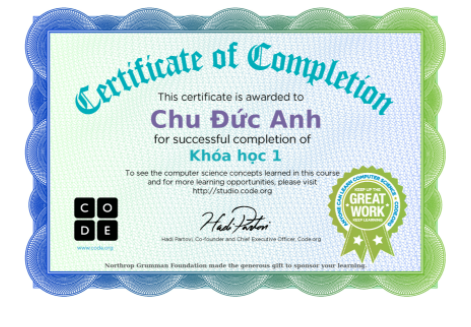 Certificate of Completion
This certificate is awarded to
Chu Đức Anh
for successful completion of
Khóa học 1
To see the computer science concepts learned in this course
and for more learning opportunities, please visit
http://studio.code.org
C O
D E
www.code.org
Hadi Partovi
Hadi Partovi, Co-founder and Chief Executive Officer, Code.org
ANYONE CAN LEARN COMPUTER SCIENCE
KEEP UP THE
GREAT
WORK
Northrop Grumman Foundation made the generous gift to sponsor your learning.